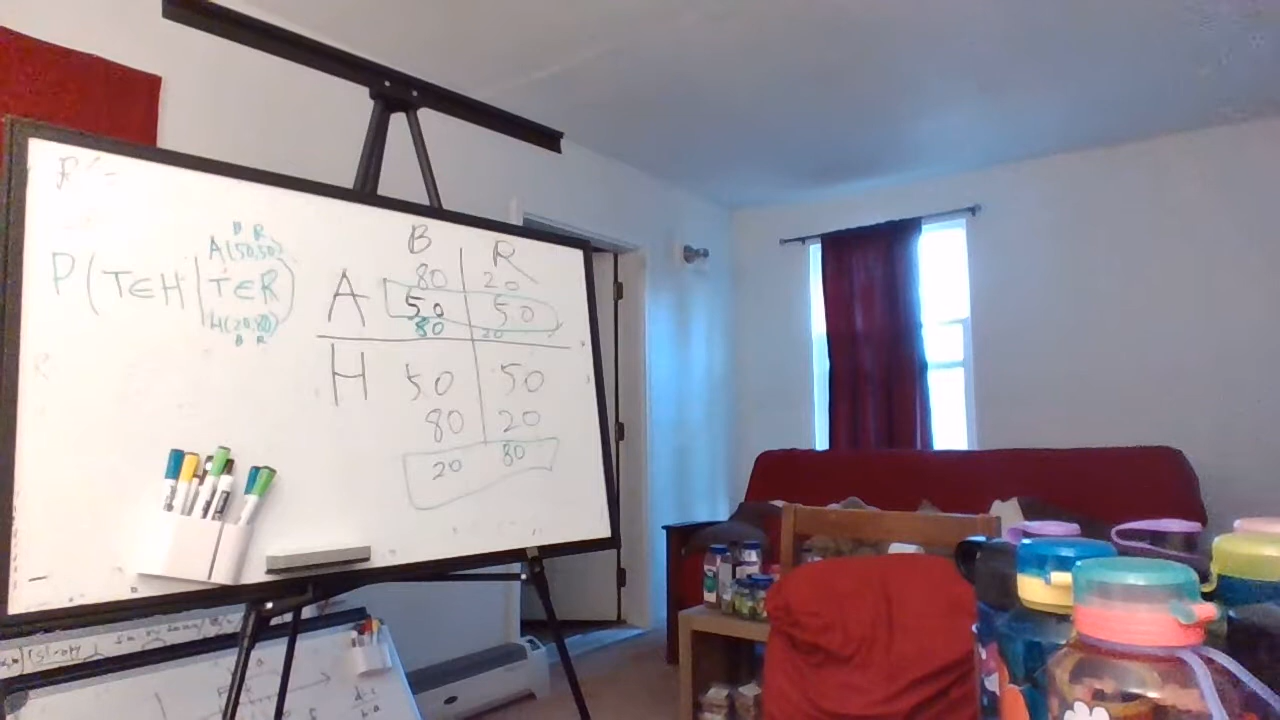 B R
A(50,50)
P(T∈H | T∈R)
H(20,80)
B R
B R
80 20
A 50 50
80 20
H 50 50
80 20
20 80